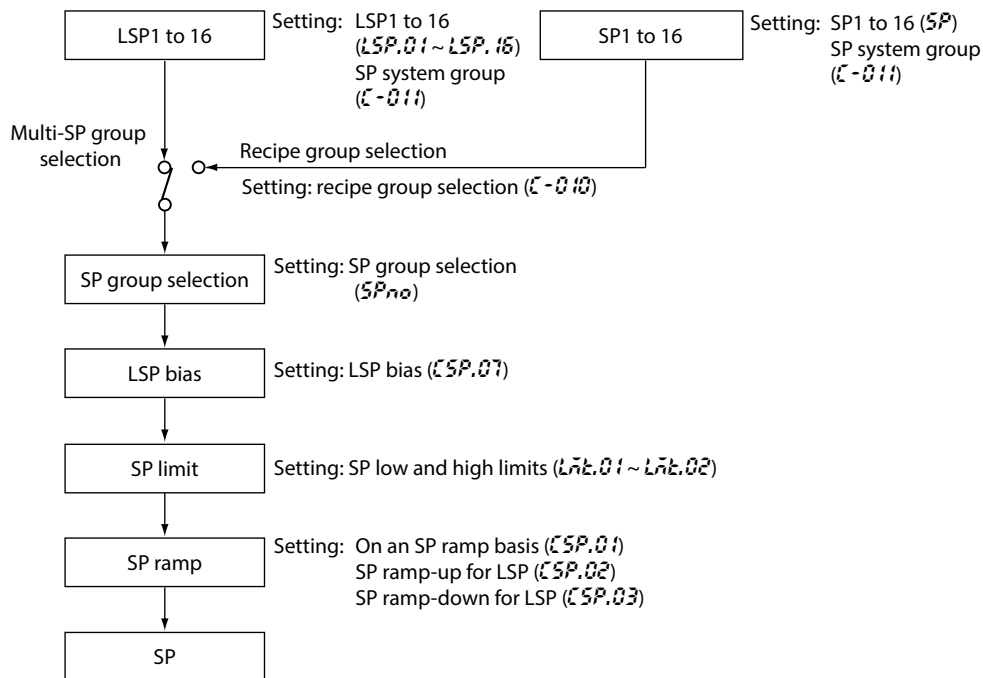 LSP1 to 16
Setting: LSP1 to 16
(LSP.01 ~ LSP.16)
SP system group
(C-011)
SP1 to 16
Setting: SP1 to 16 (SP)
SP system group
(C-011)
Multi-SP group
selection
Recipe group selection
Setting: recipe group selection (C-010)
SP group selection
Setting: SP group selection
(SPno)
LSP bias
Setting: LSP bias (CSP.07)
SP limit
Setting: SP low and high limits (Lmt.01 ~ Lmt.02)
SP ramp
Setting: On an SP ramp basis (CSP.01)
SP ramp-up for LSP (CSP.02)
SP ramp-down for LSP (CSP.03)
SP